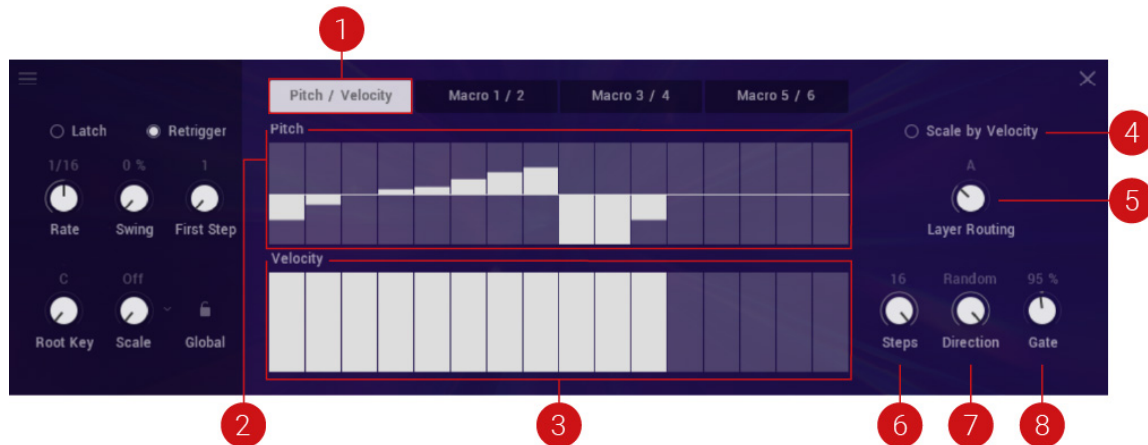 1
Pitch / Velocity Macro 1 / 2 Macro 3 / 4 Macro 5 / 6
Latch Retrigger
Pitch
Scale by Velocity
4
1/16 0 % 1
A
5
Rate Swing First Step
Layer Routing
Velocity
C Off
16 Random 95 %
Root Key Scale Global
Steps Direction Gate
2 3 6 7 8